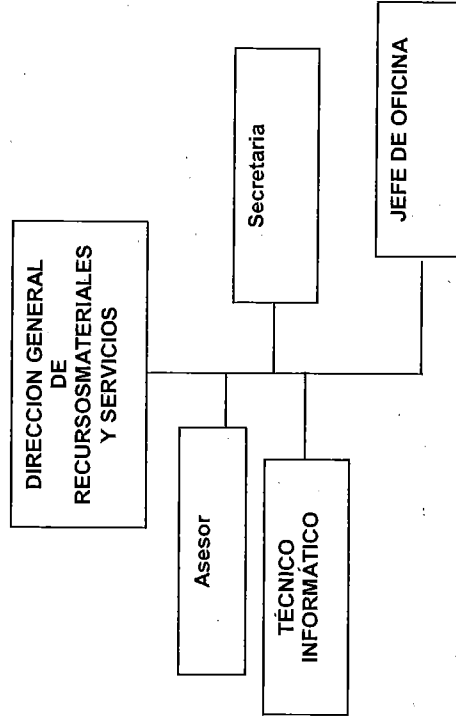 DIRECCION GENERAL
DE
RECURSOSMATERIALES
Y SERVICIOS
Asesor
Secretaria
TÉCNICO
INFORMÁTICO
JEFE DE OFICINA